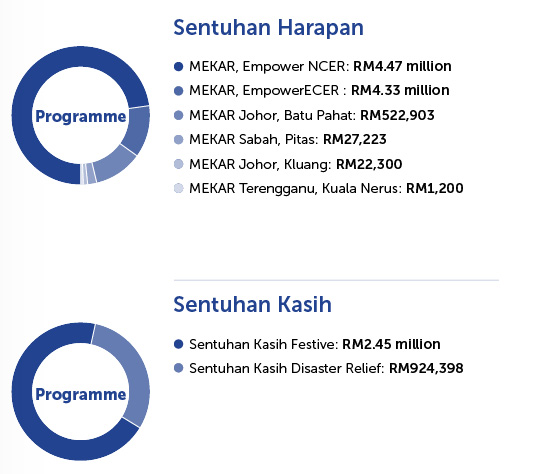 Sentuhan Harapan
Programme
MEKAR, Empower NCER: RM4.47 million
MEKAR, EmpowerECER : RM4.33 million
MEKAR Johor, Batu Pahat: RM522,903
MEKAR Sabah, Pitas: RM27,223
MEKAR Johor, Kluang: RM22,300
MEKAR Terengganu, Kuala Nerus: RM1,200
Sentuhan Kasih
Programme
Sentuhan Kasih Festive: RM2.45 million
Sentuhan Kasih Disaster Relief: RM924,398